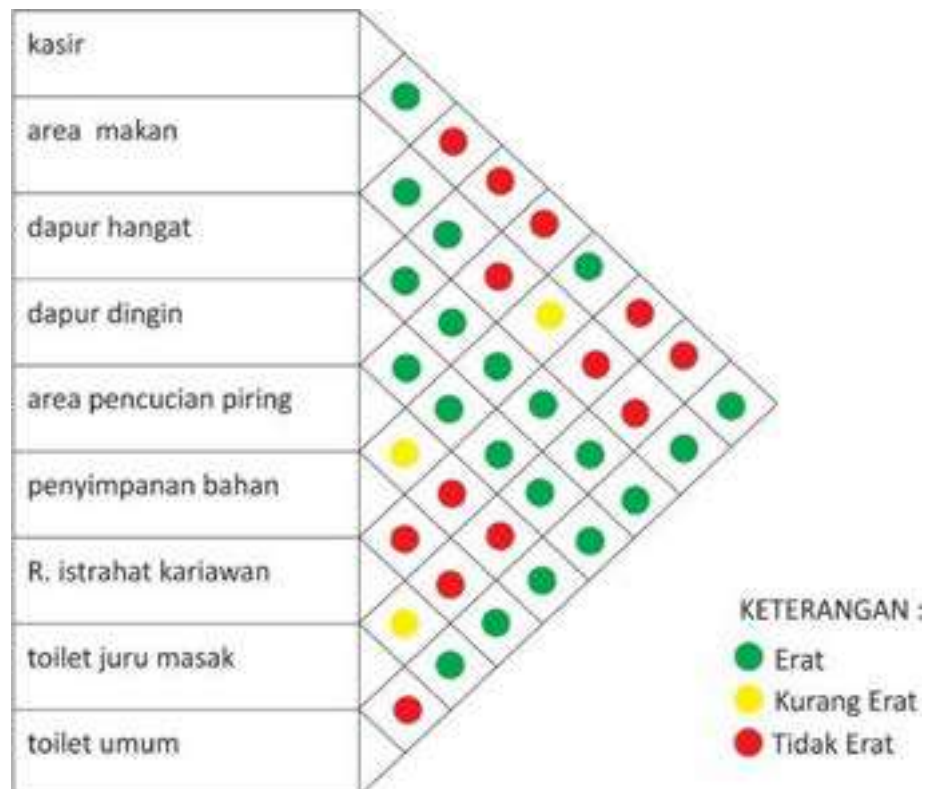 kasir
area makan
dapur hangat
dapur dingin
area pencucian piring
penyimpanan bahan
R. istrahat kariawan
toilet juru masak
toilet umum
KETERANGAN :
Erat
Kurang Erat
Tidak Erat